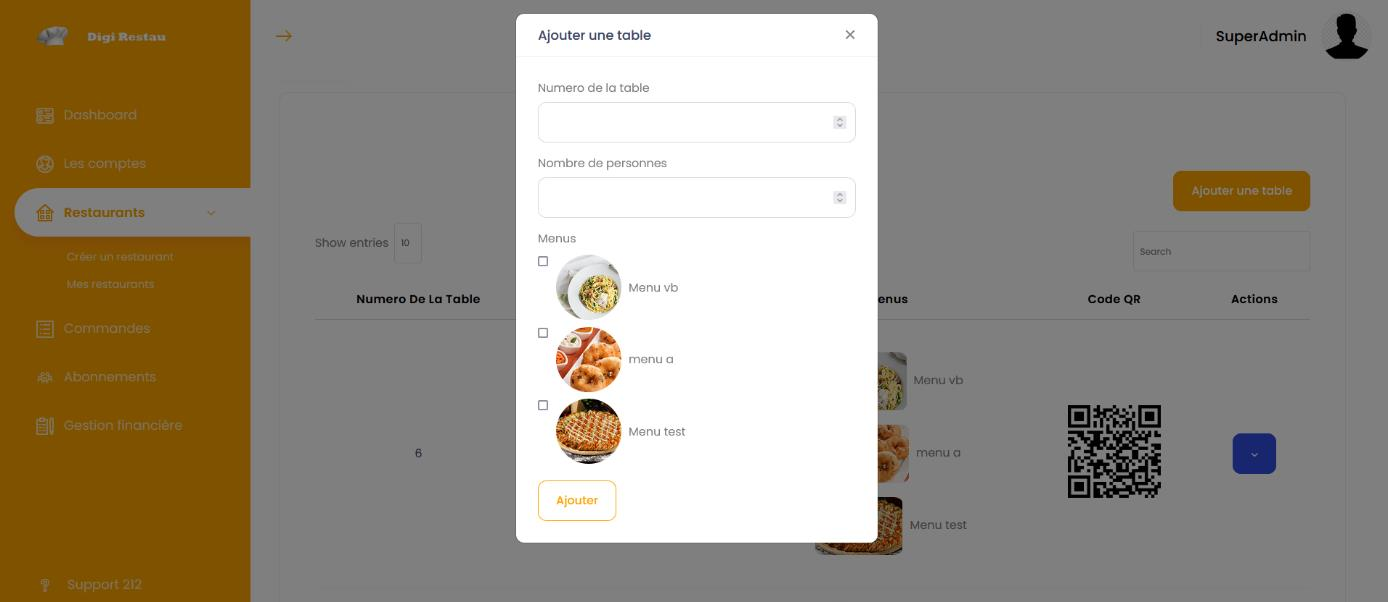 Digi Restau
Dashboard
Les comptes
Restaurants
Créer un restaurant
Mes restaurants
Commandes
Abonnements
Gestion financière
Support 212
SuperAdmin
Ajouter une table
Show entries 10
Search
Numero De La Table
enus
Code QR
Actions
6
Menu vb
menu a
Menu test
Ajouter une table
Numero de la table
Nombre de personnes
Menus
Menu vb
menu a
Menu test
Ajouter